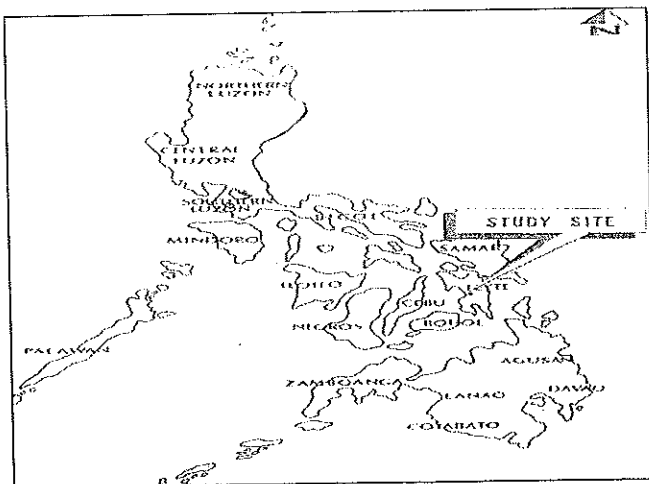 N
NORTHERN
LUZON
CENTRAL
LUZON
SOUTHERN
LUZON
BICOL
MINDORO
STUDY SITE
SAMAR
LEYTE
ILOILO
CEBU
NEGROS
BOHOL
PALAWAN
AGUSAN
ZAMBOANGA
LANAO
DAVAO
COTABATO